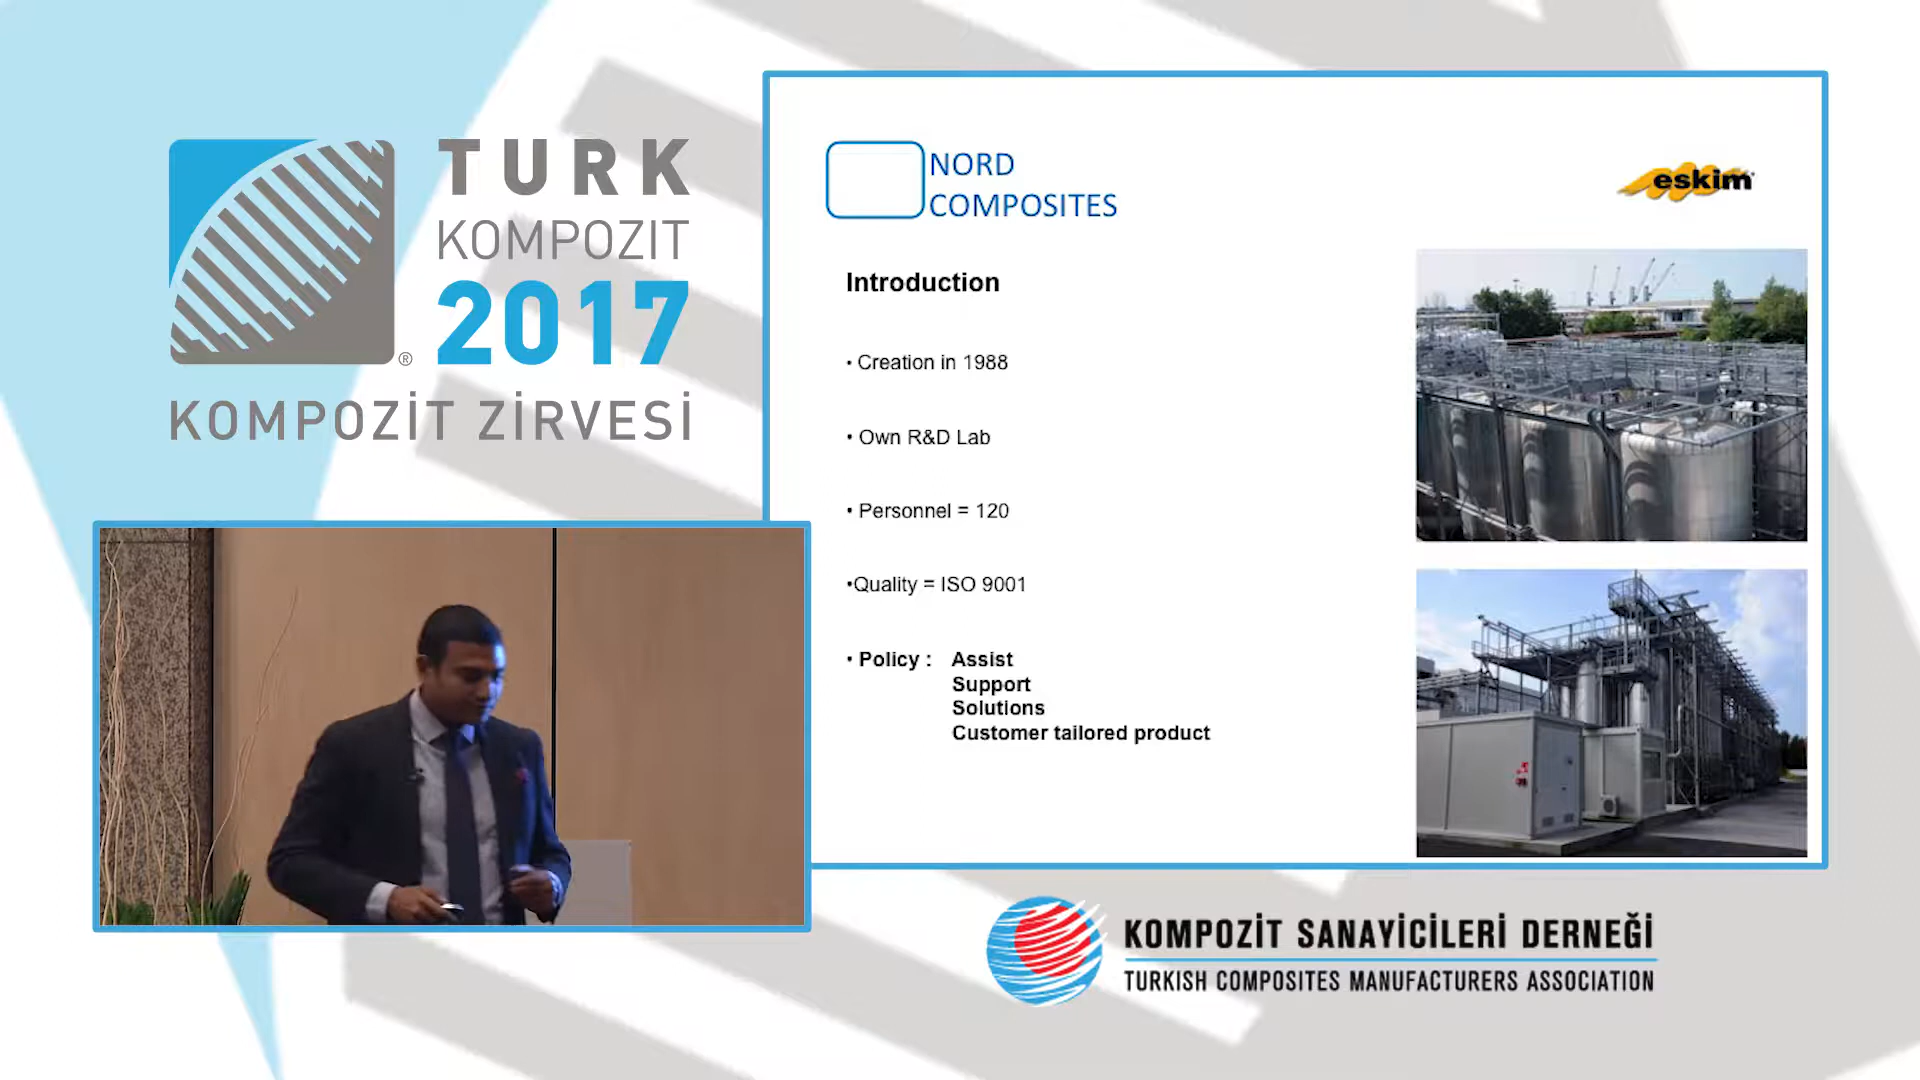 TURK
KOMPOZIT
2017
®
KOMPOZİT ZİRVESİ
NORD
COMPOSITES
eskim
Introduction
• Creation in 1988
• Own R&D Lab
• Personnel = 120
•Quality = ISO 9001
• Policy : Assist
Support
Solutions
Customer tailored product
KOMPOZİT SANAYİCİLERİ DERNEĞİ
TURKISH COMPOSITES MANUFACTURERS ASSOCIATION